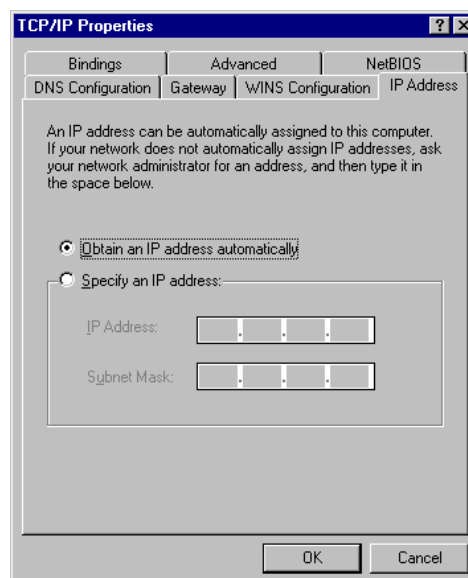 TCP/IP Properties
Bindings
Advanced
NetBIOS
DNS Configuration
Gateway
WINS Configuration
IP Address
An IP address can be automatically assigned to this computer.
If your network does not automatically assign IP addresses, ask
your network administrator for an address, and then type it in
the space below.
Obtain an IP address automatically
Specify an IP address:
IP Address:
. . .
Subnet Mask:
. . .
OK
Cancel